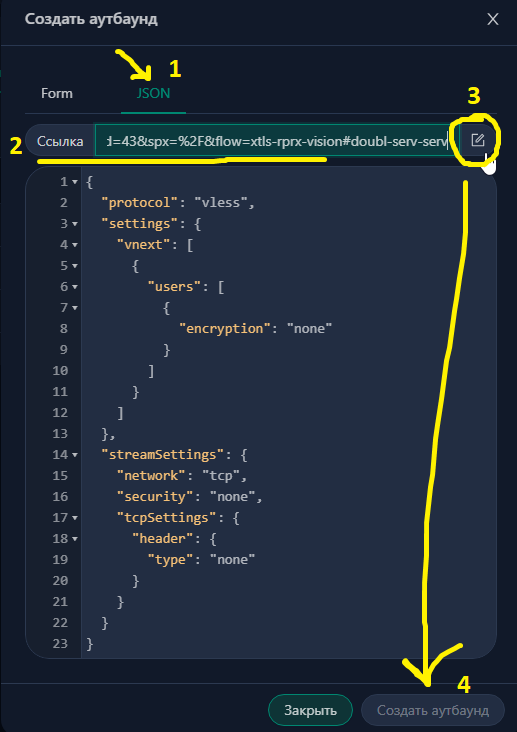 Создать аутбаунд
1
Form JSON
3
2 Ссылка d=43&spx=%2F&flow=xtls-rprx-vision#doubl-serv-serv
1 {
2 "protocol": "vless",
3 "settings": {
4 "vnext": [
5 {
6 "users": [
7 {
8 "encryption": "none"
9 }
10 ]
11 }
12 ]
13 },
14 "streamSettings": {
15 "network": "tcp",
16 "security": "none",
17 "tcpSettings": {
18 "header": {
19 "type": "none"
20 }
21 }
22 }
23 }
4
Закрыть Создать аутбаунд